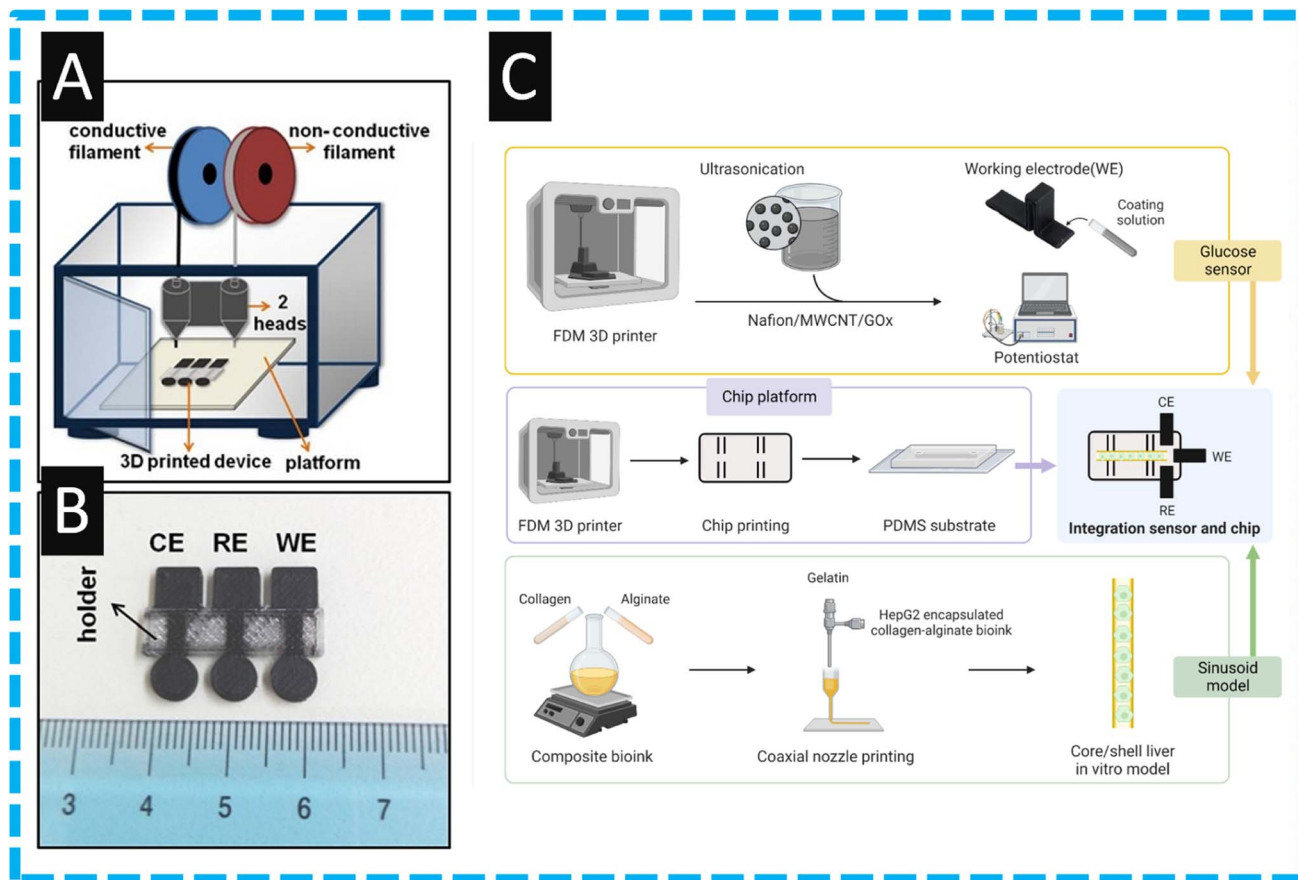 A
conductive
filament
non-conductive
filament
2
heads
3D printed device
platform
B
CE RE WE
holder
3 4 5 6 7
C
Ultrasonication
Working electrode(WE)
Coating
solution
Glucose
sensor
FDM 3D printer
Nafion/MWCNT/GOx
Potentiostat
Chip platform
FDM 3D printer
Chip printing
PDMS substrate
CE
WE
RE
Integration sensor and chip
Collagen
Alginate
Gelatin
HepG2 encapsulated
collagen-alginate bioink
Sinusoid
model
Composite bioink
Coaxial nozzle printing
Core/shell liver
in vitro model